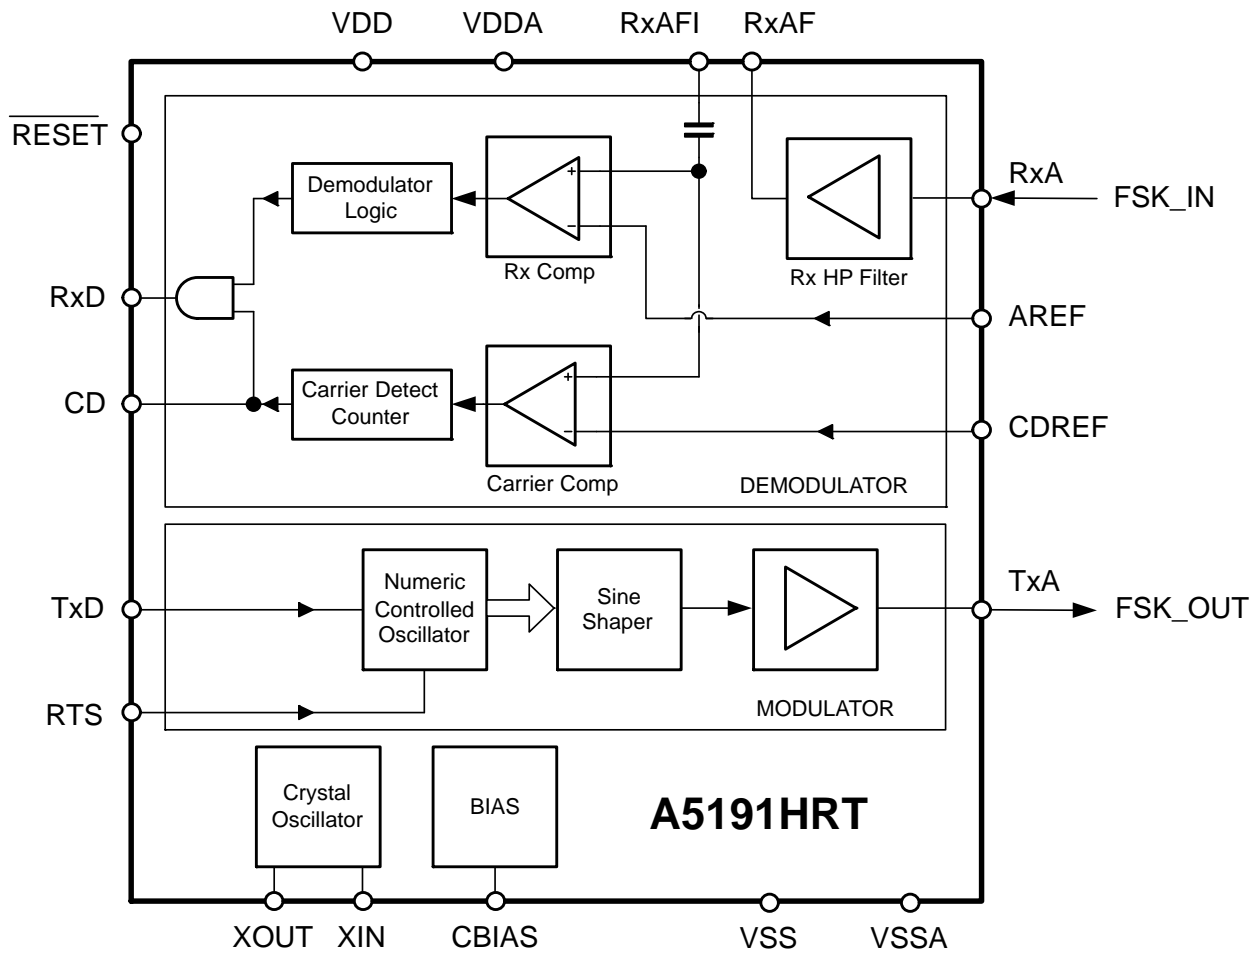 VDD
VDDA
RxAFI
RxAF
RESET
Demodulator
Logic
+
−
Rx Comp
Rx HP Filter
RxA
FSK_IN
RxD
AREF
CD
Carrier Detect
Counter
+
−
Carrier Comp
CDREF
DEMODULATOR
TxD
Numeric
Controlled
Oscillator
Sine
Shaper
TxA
FSK_OUT
RTS
MODULATOR
Crystal
Oscillator
BIAS
A5191HRT
XOUT
XIN
CBIAS
VSS
VSSA